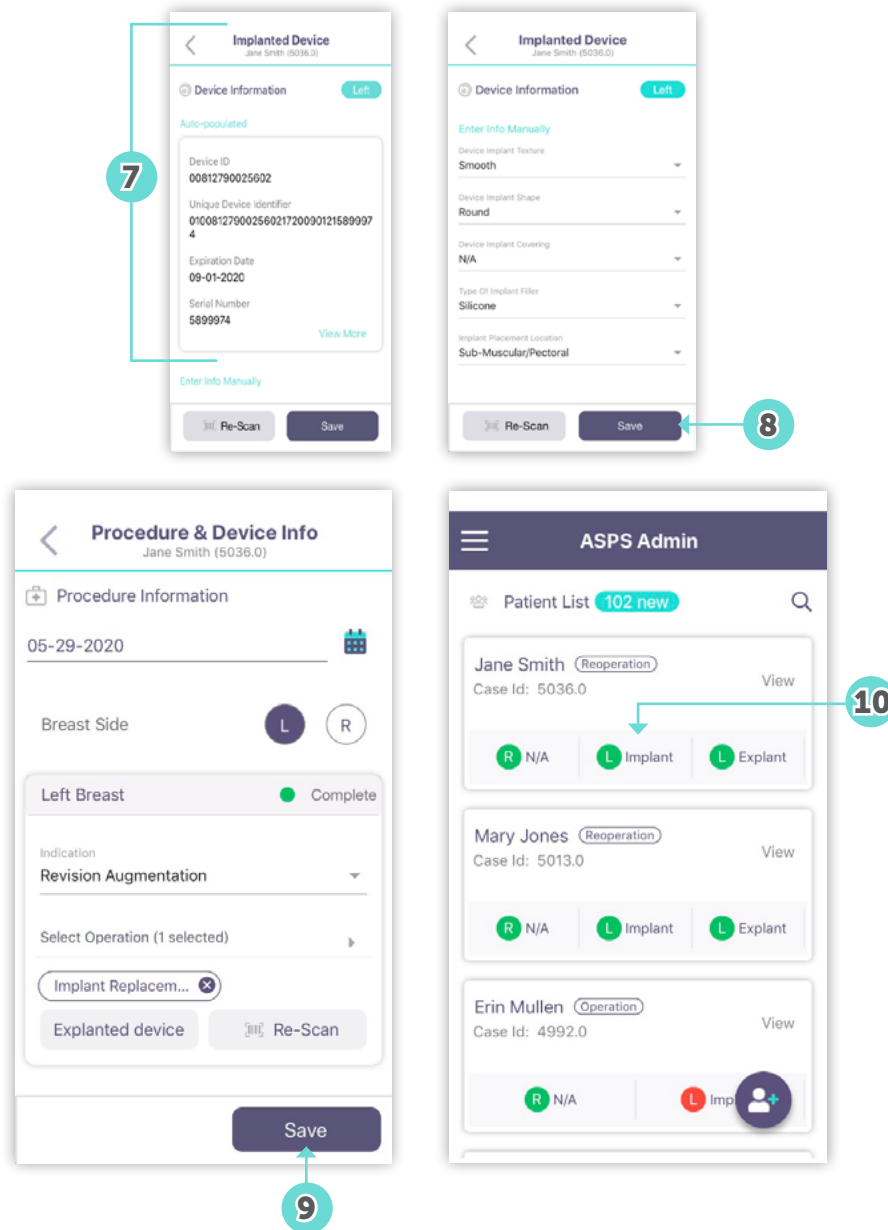 Implanted Device
Jane Smith (5036.0)
Device Information
Left
Auto-populated
Device ID
00812790025602
Unique Device Identifier
01008127900256021720090121589997
4
Expiration Date
09-01-2020
Serial Number
5899974
View More
Enter Info Manually
Re-Scan
Save
7
Implanted Device
Jane Smith (5036.0)
Device Information
Left
Enter Info Manually
Device Implant Texture
Smooth
Device Implant Shape
Round
Device Implant Covering
N/A
Type Of Implant Filler
Silicone
Implant Placement Location
Sub-Muscular/Pectoral
Re-Scan
Save
8
Procedure & Device Info
Jane Smith (5036.0)
Procedure Information
05-29-2020
Breast Side
L
R
Left Breast
Complete
Indication
Revision Augmentation
Select Operation (1 selected)
Implant Replacem...
Explanted device
Re-Scan
Save
9
ASPS Admin
Patient List 102 new
Jane Smith (Reoperation)
Case Id: 5036.0
View
R N/A
L Implant
L Explant
10
Mary Jones (Reoperation)
Case Id: 5013.0
View
R N/A
L Implant
L Explant
Erin Mullen (Operation)
Case Id: 4992.0
View
R N/A
L Imp